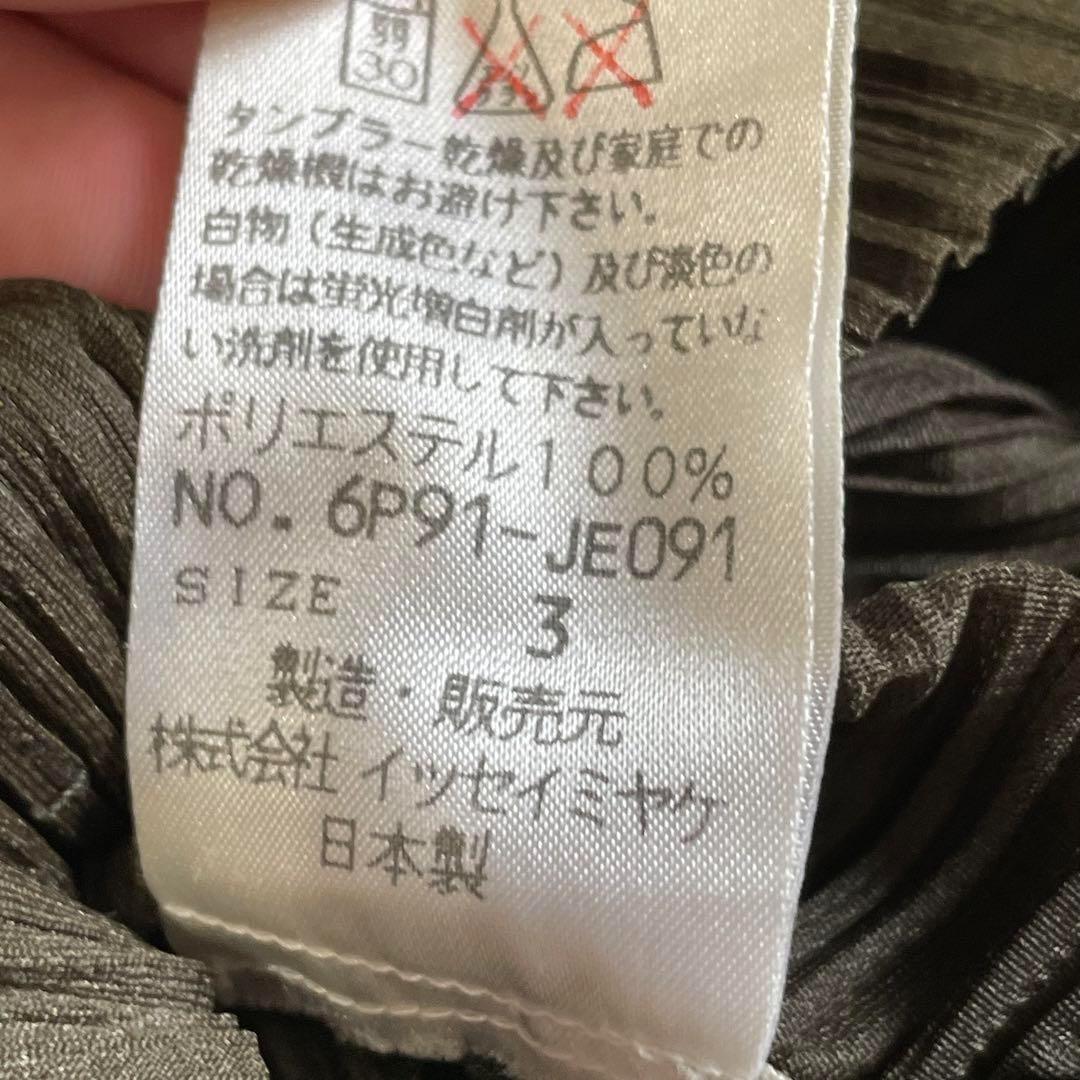 弱
30
タンブラー乾燥及び家庭での
乾燥機はお避け下さい。
白物（生成色など）及び淡色の
場合は蛍光増白剤が入っていな
い洗剤を使用して下さい。
ポリエステル100%
NO. 6P91-JE091
SIZE 3
製造・販売元
株式会社イッセイミヤケ
日本製